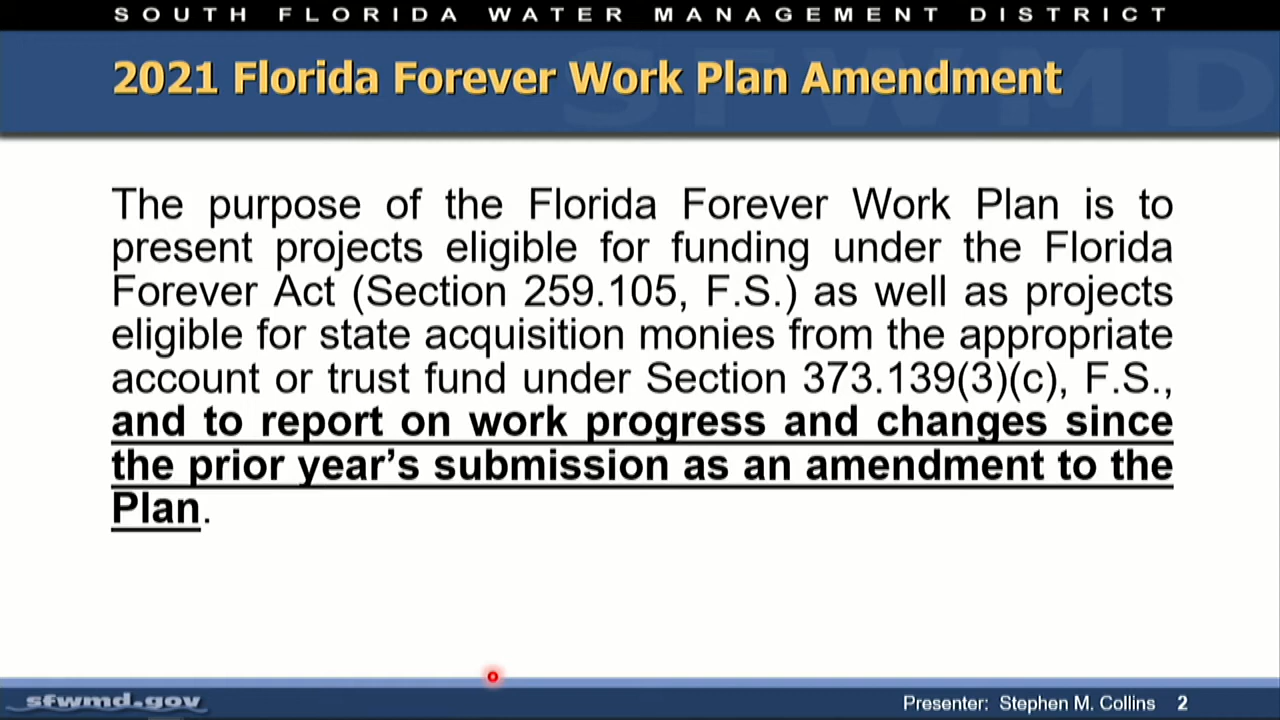 SOUTH FLORIDA WATER MANAGEMENT DISTRICT
SFWMD
2021 Florida Forever Work Plan Amendment
The purpose of the Florida Forever Work Plan is to
present projects eligible for funding under the Florida
Forever Act (Section 259.105, F.S.) as well as projects
eligible for state acquisition monies from the appropriate
account or trust fund under Section 373.139(3)(c), F.S.,
and to report on work progress and changes since
the prior year’s submission as an amendment to the
Plan.
sfwmd.gov
Presenter: Stephen M. Collins 2